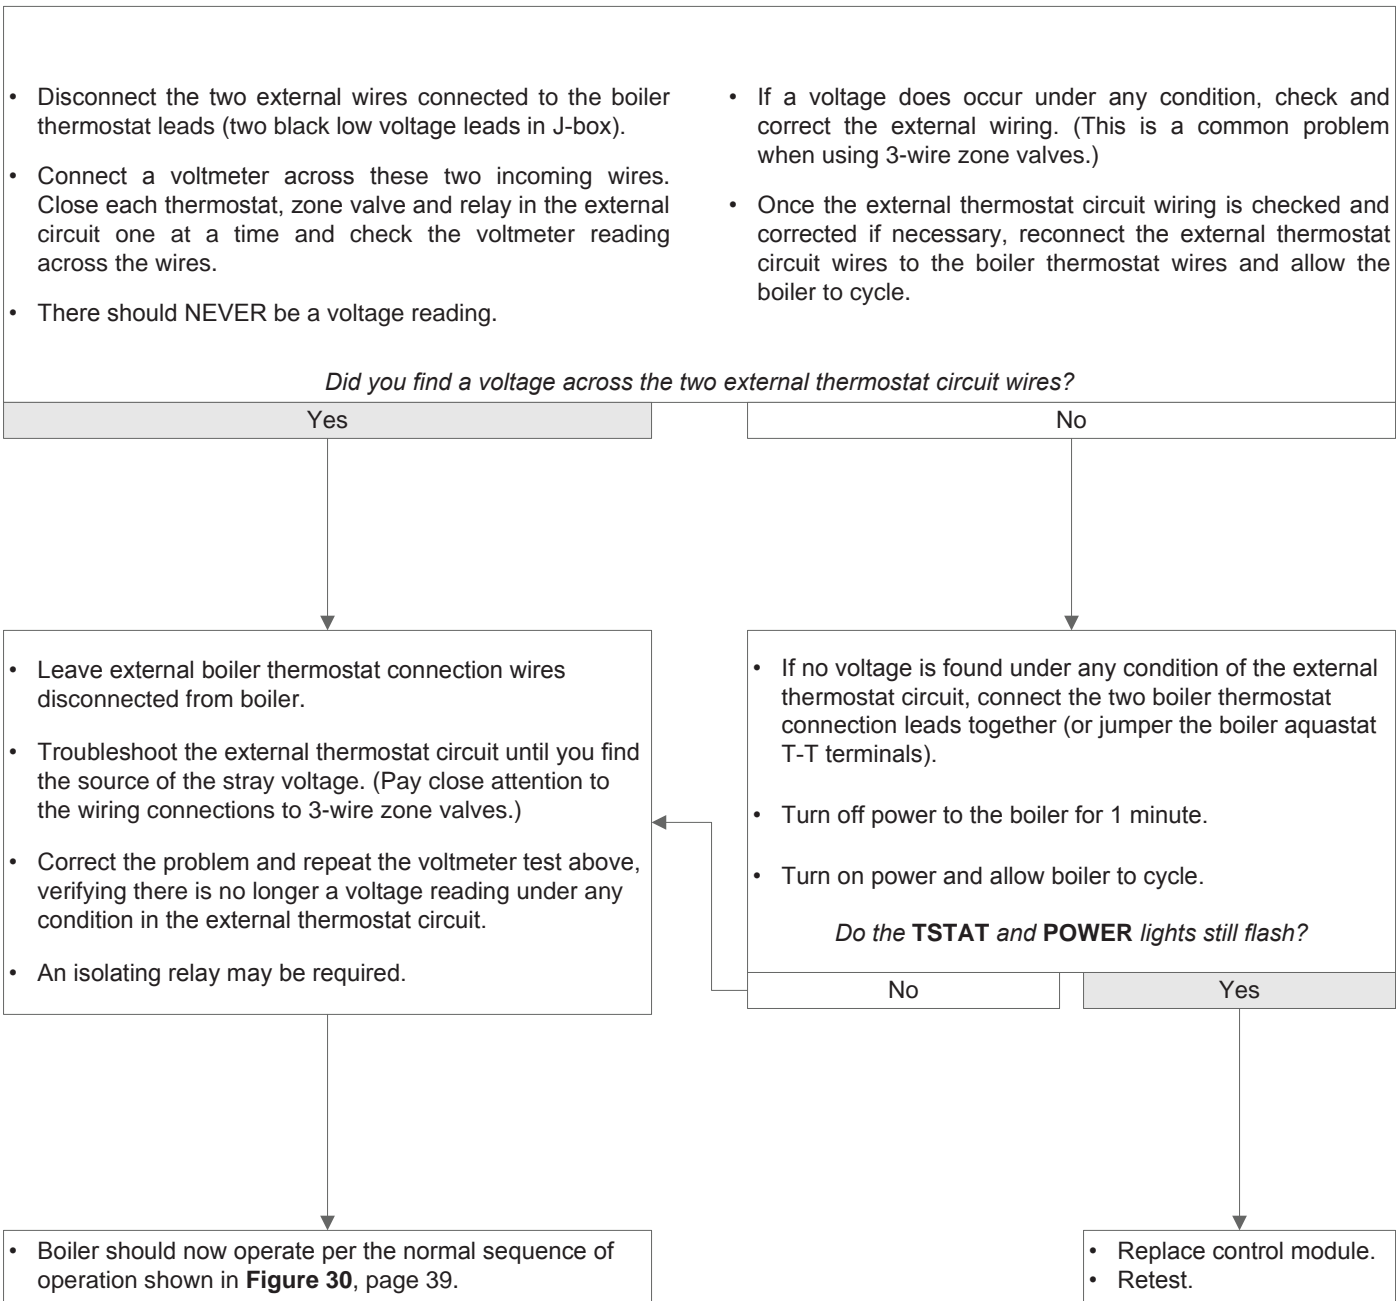 • Disconnect the two external wires connected to the boiler
thermostat leads (two black low voltage leads in J-box).
• Connect a voltmeter across these two incoming wires.
Close each thermostat, zone valve and relay in the external
circuit one at a time and check the voltmeter reading
across the wires.
• There should NEVER be a voltage reading.
• If a voltage does occur under any condition, check and
correct the external wiring. (This is a common problem
when using 3-wire zone valves.)
• Once the external thermostat circuit wiring is checked and
corrected if necessary, reconnect the external thermostat
circuit wires to the boiler thermostat wires and allow the
boiler to cycle.
Did you find a voltage across the two external thermostat circuit wires?
Yes
No
• Leave external boiler thermostat connection wires
disconnected from boiler.
• Troubleshoot the external thermostat circuit until you find
the source of the stray voltage. (Pay close attention to
the wiring connections to 3-wire zone valves.)
• Correct the problem and repeat the voltmeter test above,
verifying there is no longer a voltage reading under any
condition in the external thermostat circuit.
• An isolating relay may be required.
• If no voltage is found under any condition of the external
thermostat circuit, connect the two boiler thermostat
connection leads together (or jumper the boiler aquastat
T-T terminals).
• Turn off power to the boiler for 1 minute.
• Turn on power and allow boiler to cycle.
Do the TSTAT and POWER lights still flash?
No
Yes
• Boiler should now operate per the normal sequence of
operation shown in Figure 30, page 39.
• Replace control module.
• Retest.